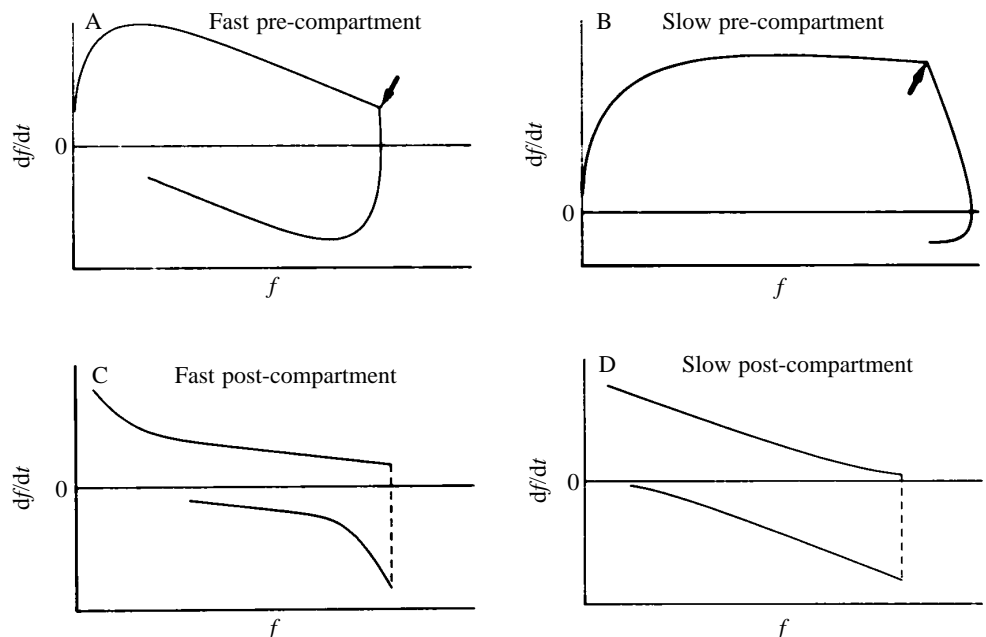 A Fast pre-compartment
df/dt
0
f
B Slow pre-compartment
df/dt
0
f
C Fast post-compartment
df/dt
0
f
D Slow post-compartment
df/dt
0
f